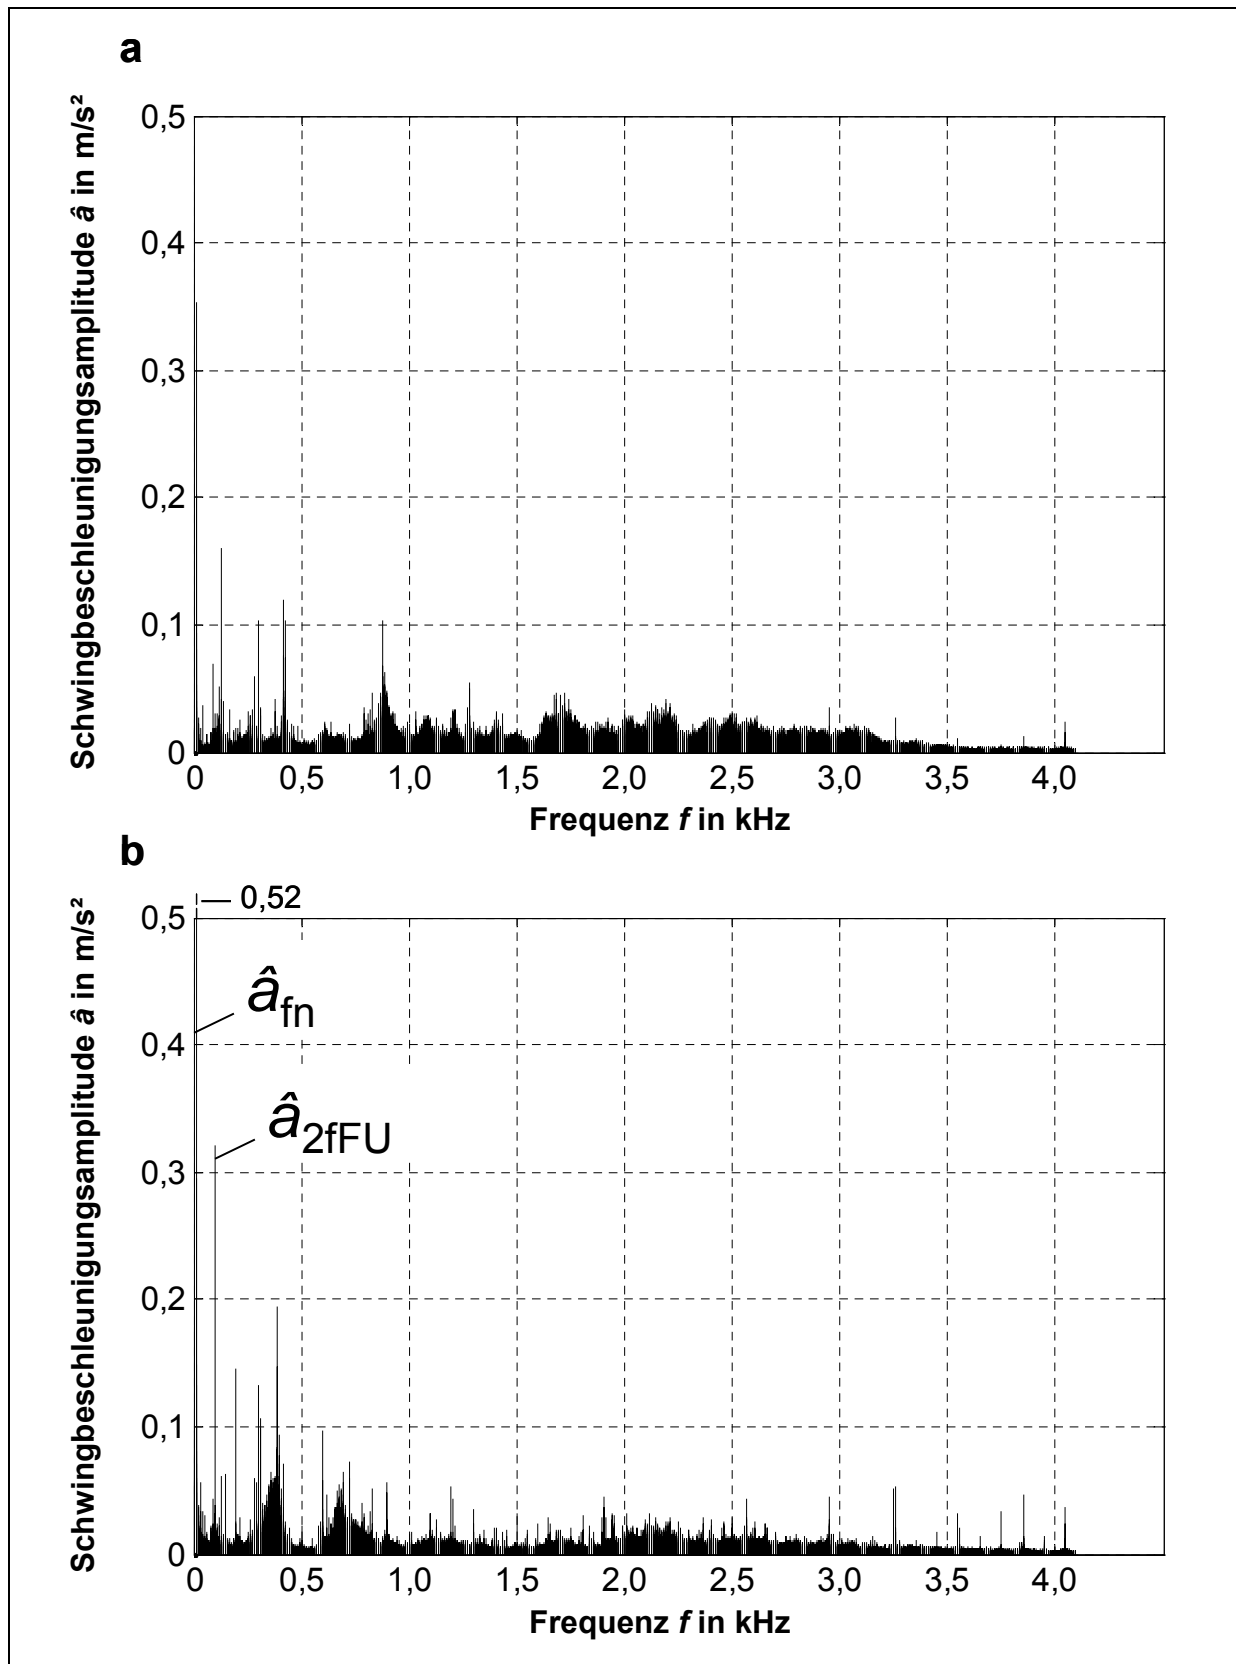 a
Schwingbeschleunigungsamplitude â in m/s²
0,5
0,4
0,3
0,2
0,1
0
0 0,5 1,0 1,5 2,0 2,5 3,0 3,5 4,0
Frequenz f in kHz
b
Schwingbeschleunigungsamplitude â in m/s²
0,52
0,5
â fn
0,4
â 2fFU
0,3
0,2
0,1
0
0 0,5 1,0 1,5 2,0 2,5 3,0 3,5 4,0
Frequenz f in kHz